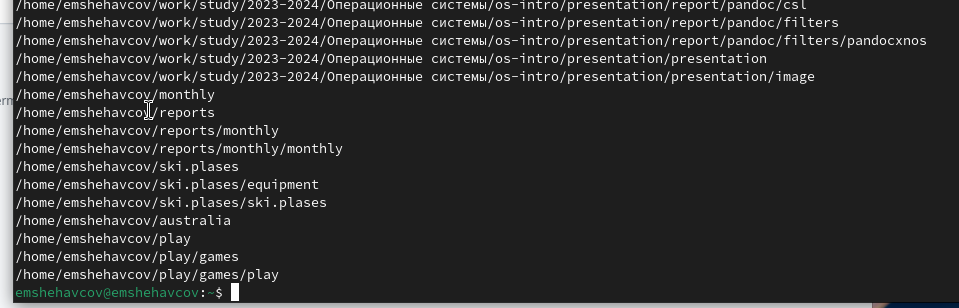 /home/emshehavcov/work/study/2023-2024/Операционные системы/os-intro/presentation/report/pandoc/csl
/home/emshehavcov/work/study/2023-2024/Операционные системы/os-intro/presentation/report/pandoc/filters
/home/emshehavcov/work/study/2023-2024/Операционные системы/os-intro/presentation/report/pandoc/filters/pandocxnos
/home/emshehavcov/work/study/2023-2024/Операционные системы/os-intro/presentation/presentation
/home/emshehavcov/work/study/2023-2024/Операционные системы/os-intro/presentation/presentation/image
/home/emshehavcov/monthly
/home/emshehavcov/reports
/home/emshehavcov/reports/monthly
/home/emshehavcov/reports/monthly/monthly
/home/emshehavcov/ski.plases
/home/emshehavcov/ski.plases/equipment
/home/emshehavcov/ski.plases/ski.plases
/home/emshehavcov/australia
/home/emshehavcov/play
/home/emshehavcov/play/games
/home/emshehavcov/play/games/play
emshehavcov@emshehavcov:~$